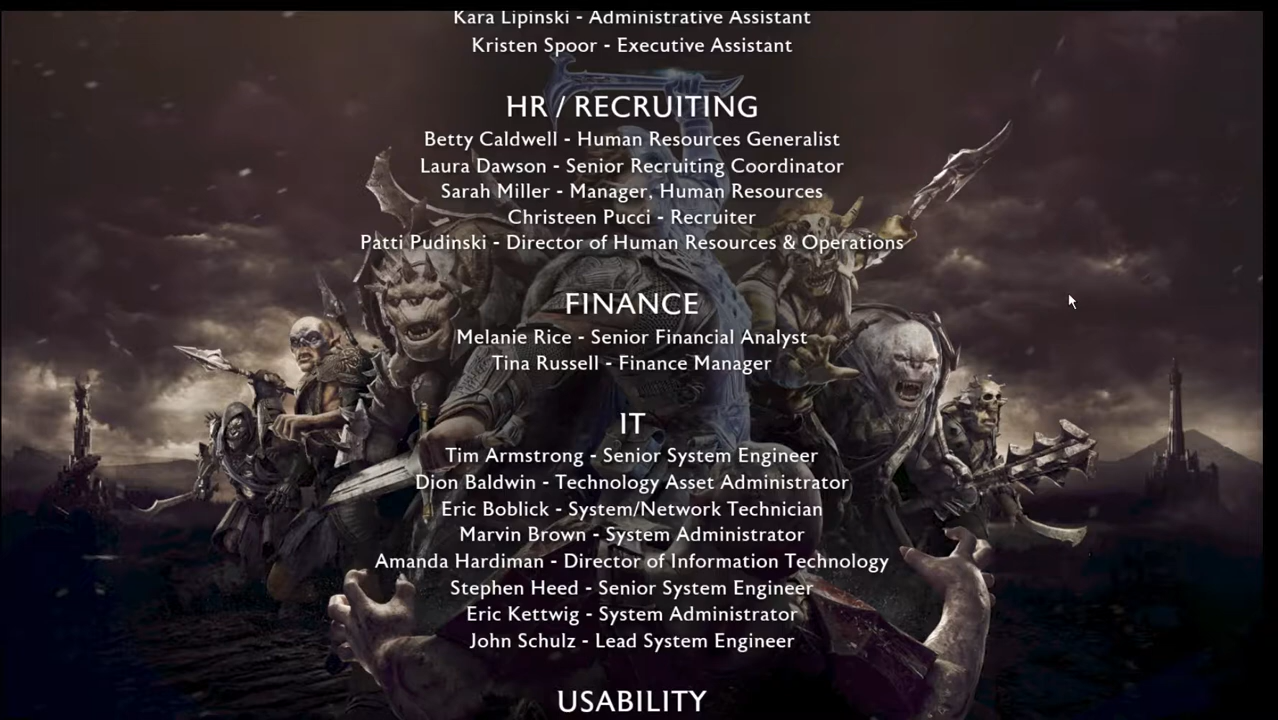 Kara Lipinski - Administrative Assistant
Kristen Spoor - Executive Assistant
HR / RECRUITING
Betty Caldwell - Human Resources Generalist
Laura Dawson - Senior Recruiting Coordinator
Sarah Miller - Manager, Human Resources
Christeen Pucci - Recruiter
Patti Pudinski - Director of Human Resources & Operations
FINANCE
Melanie Rice - Senior Financial Analyst
Tina Russell - Finance Manager
IT
Tim Armstrong - Senior System Engineer
Dion Baldwin - Technology Asset Administrator
Eric Boblick - System/Network Technician
Marvin Brown - System Administrator
Amanda Hardiman - Director of Information Technology
Stephen Heed - Senior System Engineer
Eric Kettwig - System Administrator
John Schulz - Lead System Engineer
USABILITY